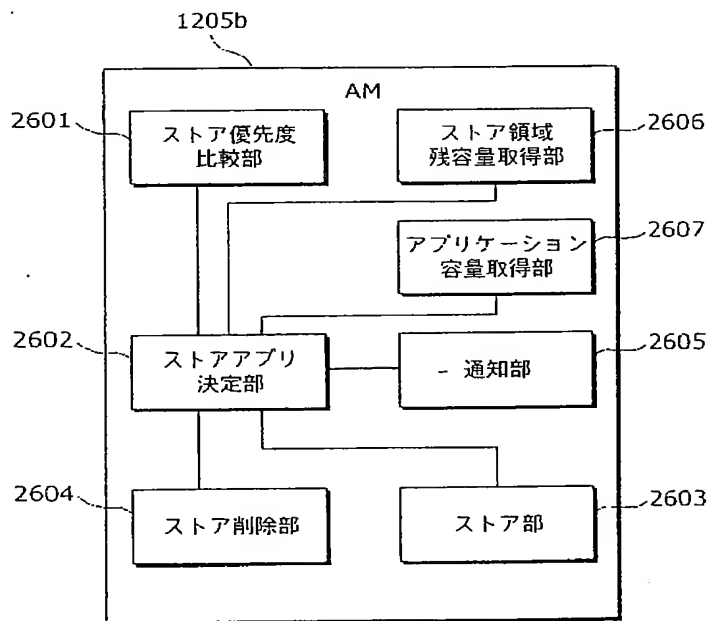 1205b
AM
2601
ストア優先度
比較部
ストア領域
残容量取得部
2606
アプリケーション
容量取得部
2607
2602
ストアアプリ
決定部
通知部
2605
2604
ストア削除部
ストア部
2603